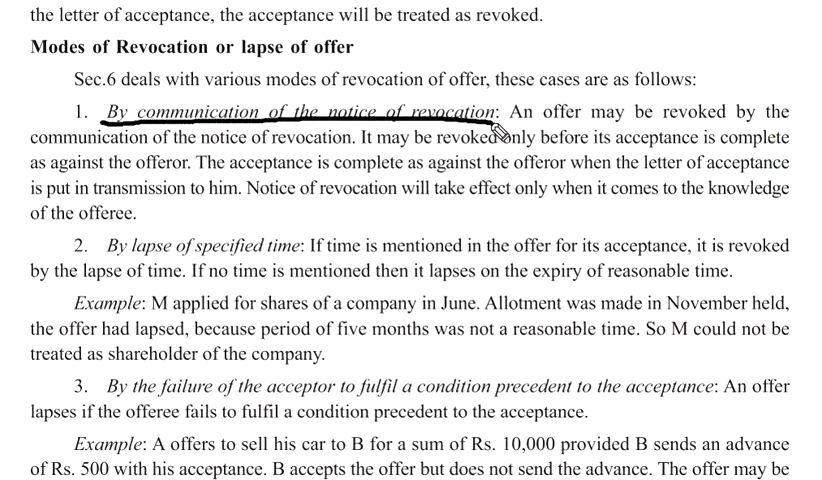 the letter of acceptance, the acceptance will be treated as revoked.
Modes of Revocation or lapse of offer
Sec.6 deals with various modes of revocation of offer, these cases are as follows:
1. By communication of the notice of revocation: An offer may be revoked by the
communication of the notice of revocation. It may be revoked only before its acceptance is complete
as against the offeror. The acceptance is complete as against the offeror when the letter of acceptance
is put in transmission to him. Notice of revocation will take effect only when it comes to the knowledge
of the offeree.
2. By lapse of specified time: If time is mentioned in the offer for its acceptance, it is revoked
by the lapse of time. If no time is mentioned then it lapses on the expiry of reasonable time.
Example: M applied for shares of a company in June. Allotment was made in November held,
the offer had lapsed, because period of five months was not a reasonable time. So M could not be
treated as shareholder of the company.
3. By the failure of the acceptor to fulfil a condition precedent to the acceptance: An offer
lapses if the offeree fails to fulfil a condition precedent to the acceptance.
Example: A offers to sell his car to B for a sum of Rs. 10,000 provided B sends an advance
of Rs. 500 with his acceptance. B accepts the offer but does not send the advance. The offer may be